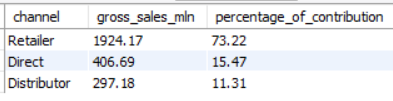 channel gross_sales_mln percentage_of_contribution
Retailer 1924.17 73.22
Direct 406.69 15.47
Distributor 297.18 11.31